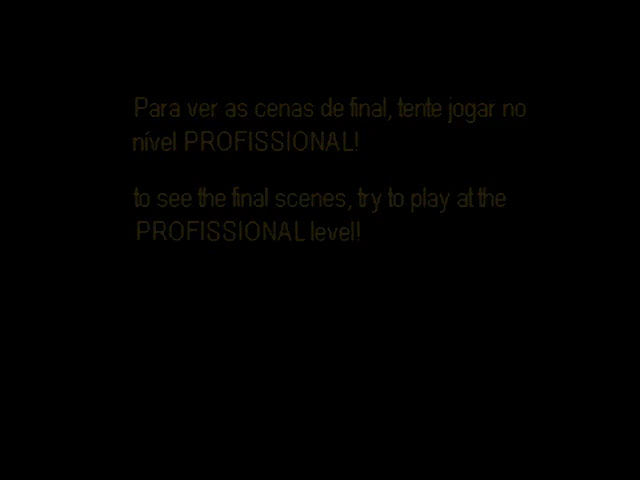 Para ver as cenas de final, tente jogar no
nível PROFISSIONAL!
to see the final scenes, try to play at the
PROFISSIONAL level!